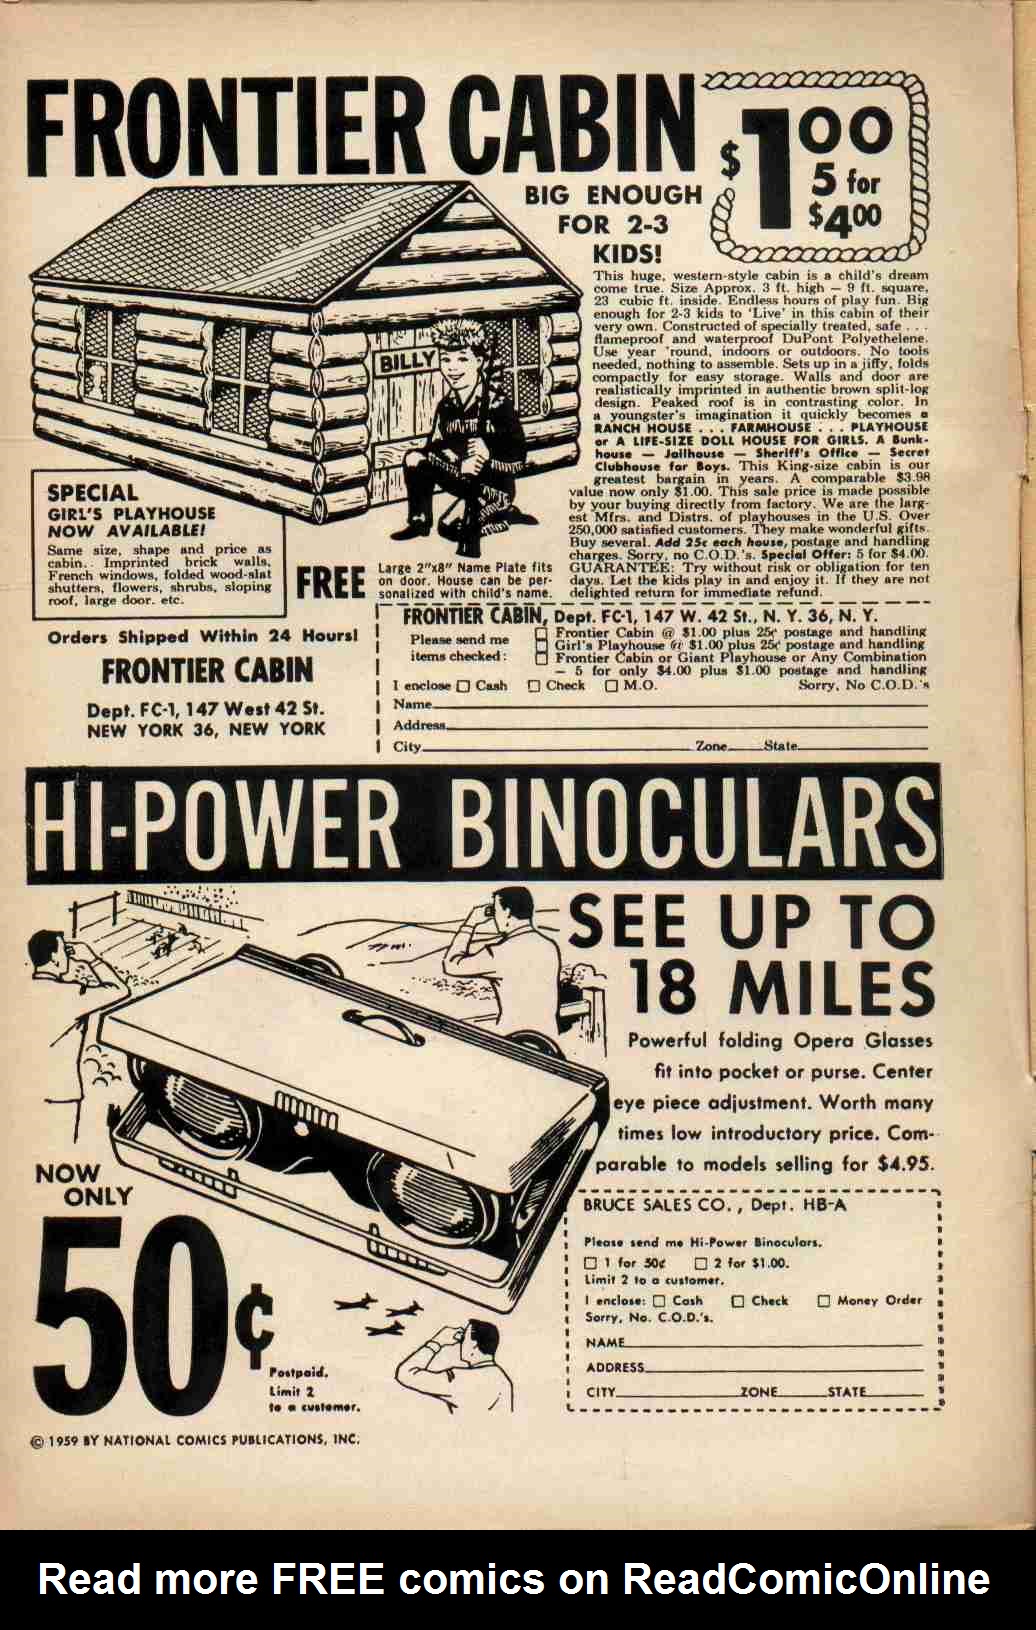 FRONTIER CABIN
$1.00
5 for
$4.00
BIG ENOUGH
FOR 2-3
KIDS!
This huge, western-style cabin is a child's dream
come true. Size Approx. 3 ft. high — 9 ft. square,
23 cubic ft. inside. Endless hours of play fun. Big
enough for 2-3 kids to 'Live' in this cabin of their
very own. Constructed of specially treated, safe . . .
flameproof and waterproof DuPont Polyethelene.
Use year 'round, indoors or outdoors. No tools
needed, nothing to assemble. Sets up in a jiffy, folds
compactly for easy storage. Walls and door are
realistically imprinted in authentic brown split-log
design. Peaked roof is in contrasting color. In
a youngster's imagination it quickly becomes a
RANCH HOUSE . . . FARMHOUSE . . . PLAYHOUSE
or A LIFE-SIZE DOLL HOUSE FOR GIRLS. A Bunk-
house — Jailhouse — Sheriff's Office — Secret
Clubhouse for Boys. This King-size cabin is our
greatest bargain in years. A comparable $3.98
value now only $1.00. This sale price is made possible
by your buying directly from factory. We are the larg-
est Mfrs. and Distrs. of playhouses in the U.S. Over
250,000 satisfied customers. They make wonderful gifts.
Buy several. Add 25c each house, postage and handling
charges. Sorry, no C.O.D.'s. Special Offer: 5 for $4.00.
GUARANTEE: Try without risk or obligation for ten
days. Let the kids play in and enjoy it. If they are not
delighted return for immediate refund.
BILLY
SPECIAL
GIRL'S PLAYHOUSE
NOW AVAILABLE!
Same size, shape and price as
cabin. Imprinted brick walls,
French windows, folded wood-slat
shutters, flowers, shrubs, sloping
roof, large door. etc.
FREE
Large 2"x8" Name Plate fits
on door. House can be per-
sonalized with child's name.
Orders Shipped Within 24 Hours!
FRONTIER CABIN
Dept. FC-1, 147 West 42 St.
NEW YORK 36, NEW YORK
FRONTIER CABIN, Dept. FC-1, 147 W. 42 St., N. Y. 36, N. Y.
Please send me
items checked:
Frontier Cabin @ $1.00 plus 25¢ postage and handling
Girl's Playhouse @ $1.00 plus 25¢ postage and handling
Frontier Cabin or Giant Playhouse or Any Combination
— 5 for only $4.00 plus $1.00 postage and handling
I enclose Cash Check M.O. Sorry, No C.O.D.'s
Name
Address
City Zone State
HI-POWER BINOCULARS
SEE UP TO
18 MILES
Powerful folding Opera Glasses
fit into pocket or purse. Center
eye piece adjustment. Worth many
times low introductory price. Com-
parable to models selling for $4.95.
NOW
ONLY
50¢
Postpaid.
Limit 2
to a customer.
BRUCE SALES CO., Dept. HB-A
Please send me Hi-Power Binoculars.
1 for 50¢ 2 for $1.00.
Limit 2 to a customer.
I enclose: Cash Check Money Order
Sorry, No. C.O.D.'s.
NAME
ADDRESS
CITY ZONE STATE
© 1959 BY NATIONAL COMICS PUBLICATIONS, INC.
Read more FREE comics on ReadComicOnline